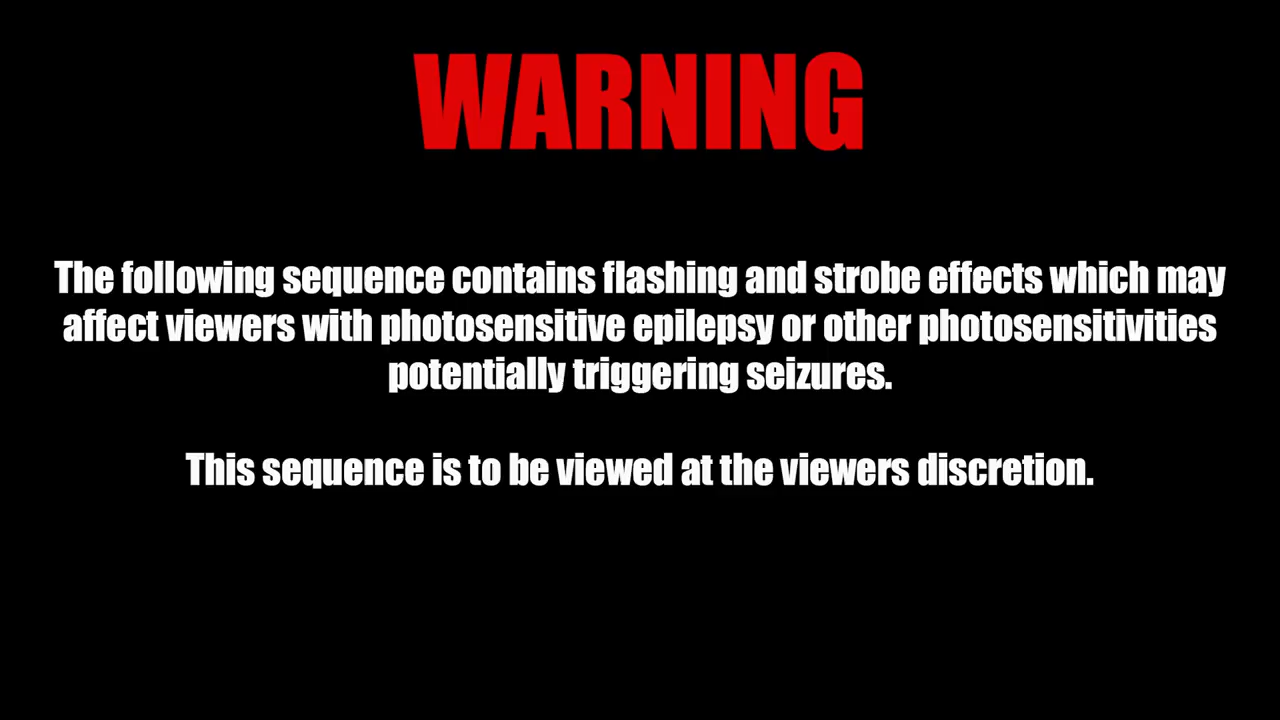 WARNING
The following sequence contains flashing and strobe effects which may
affect viewers with photosensitive epilepsy or other photosensitivities
potentially triggering seizures.
This sequence is to be viewed at the viewers discretion.